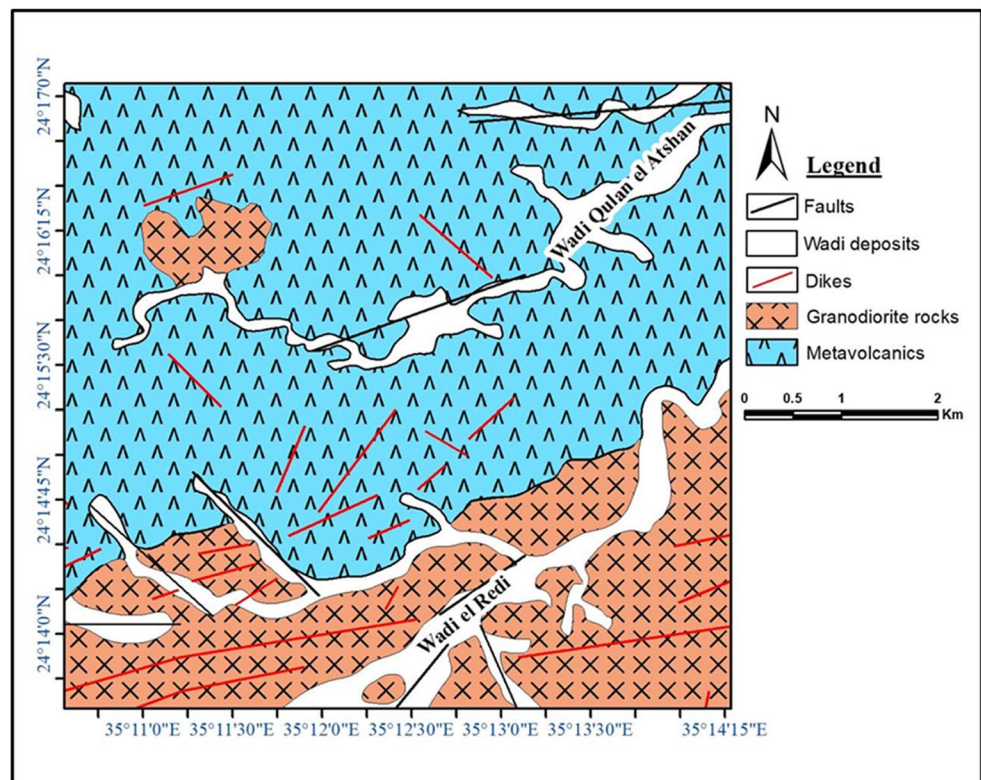 24°17'0"N
24°16'15"N
24°15'30"N
24°14'45"N
24°14'0"N
Wadi Qulan el Atshan
Wadi el Redi
35°11'0"E
35°11'30"E
35°12'0"E
35°12'30"E
35°13'0"E
35°13'30"E
35°14'15"E
N
Legend
Faults
Wadi deposits
Dikes
Granodiorite rocks
Metavolcanics
0 0.5 1 2
Km